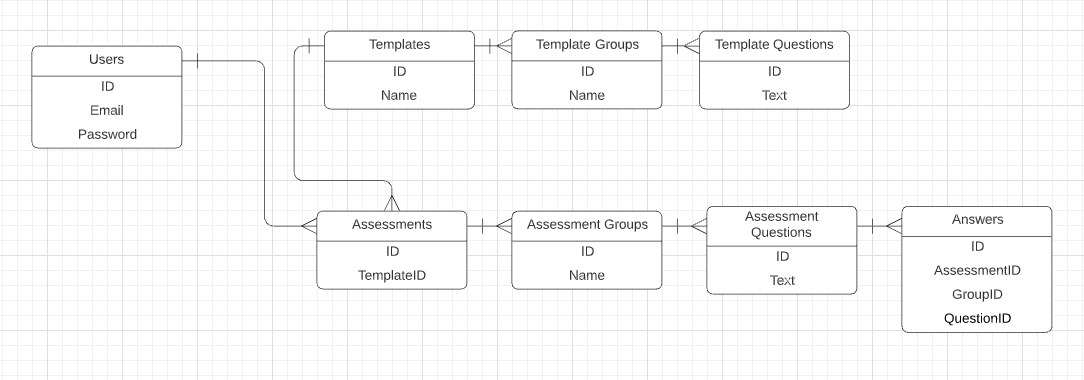 Users
ID
Email
Password
Templates
ID
Name
Template Groups
ID
Name
Template Questions
ID
Text
Assessments
ID
TemplateID
Assessment Groups
ID
Name
Assessment
Questions
ID
Text
Answers
ID
AssessmentID
GroupID
QuestionID